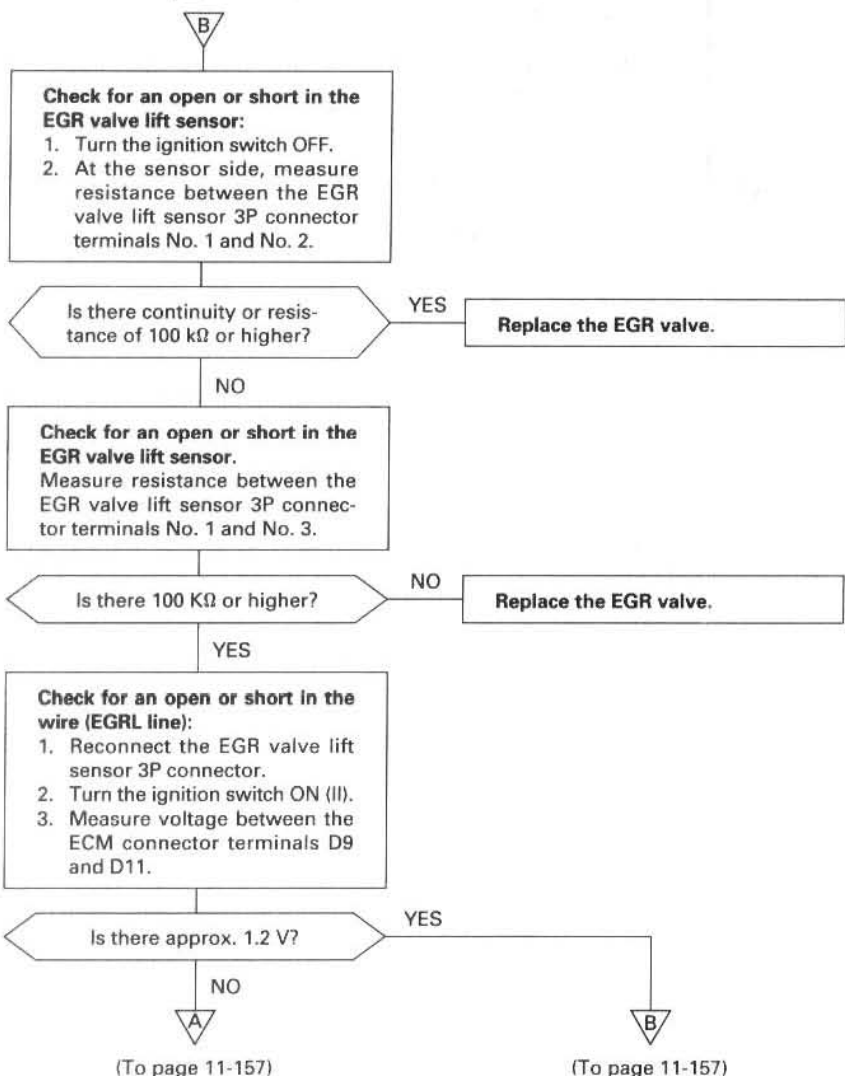 B
Check for an open or short in the
EGR valve lift sensor:
1. Turn the ignition switch OFF.
2. At the sensor side, measure
resistance between the EGR
valve lift sensor 3P connector
terminals No. 1 and No. 2.
Is there continuity or resis-
tance of 100 kΩ or higher?
YES
Replace the EGR valve.
NO
Check for an open or short in the
EGR valve lift sensor.
Measure resistance between the
EGR valve lift sensor 3P connec-
tor terminals No. 1 and No. 3.
Is there 100 KΩ or higher?
NO
Replace the EGR valve.
YES
Check for an open or short in the
wire (EGRL line):
1. Reconnect the EGR valve lift
sensor 3P connector.
2. Turn the ignition switch ON (II).
3. Measure voltage between the
ECM connector terminals D9
and D11.
Is there approx. 1.2 V?
YES
NO
A
B
(To page 11-157)
(To page 11-157)